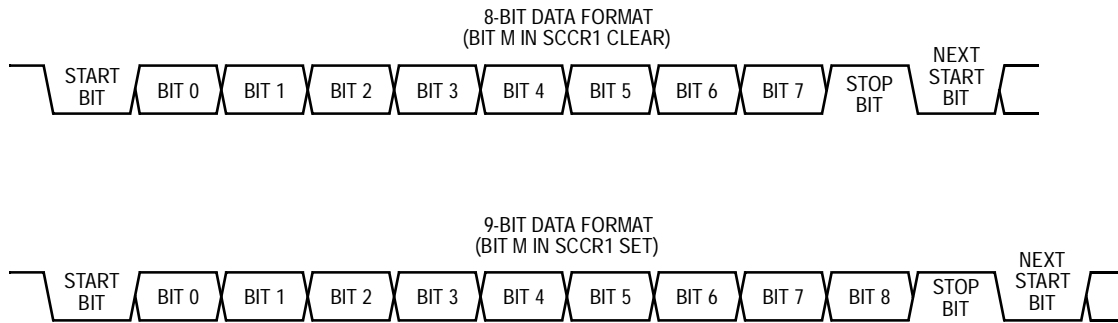 8-BIT DATA FORMAT
(BIT M IN SCCR1 CLEAR)
START
BIT
BIT 0
BIT 1
BIT 2
BIT 3
BIT 4
BIT 5
BIT 6
BIT 7
STOP
BIT
NEXT
START
BIT
9-BIT DATA FORMAT
(BIT M IN SCCR1 SET)
START
BIT
BIT 0
BIT 1
BIT 2
BIT 3
BIT 4
BIT 5
BIT 6
BIT 7
BIT 8
STOP
BIT
NEXT
START
BIT